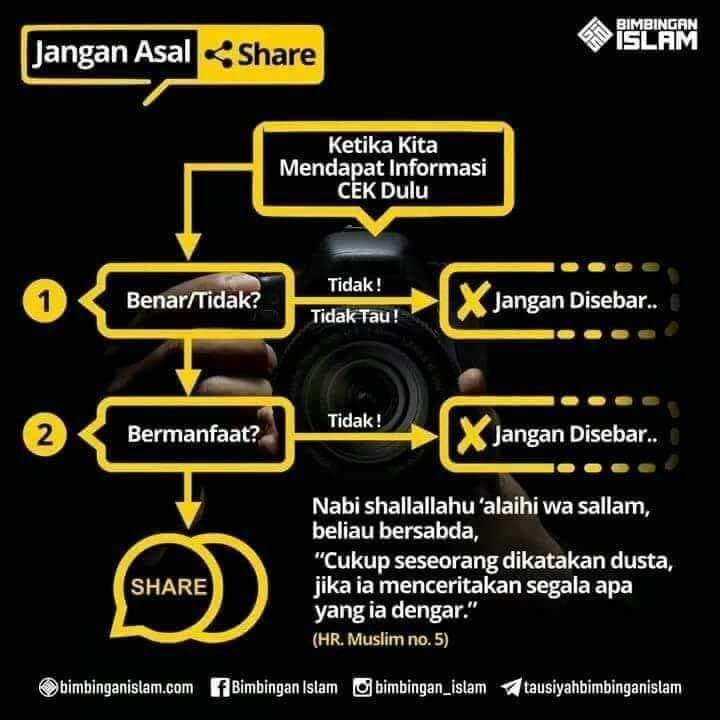 Jangan Asal Share
BIMBINGAN
ISLAM
Ketika Kita
Mendapat Informasi
CEK Dulu
1
Benar/Tidak?
Tidak !
Tidak Tau !
Jangan Disebar..
2
Bermanfaat?
Tidak !
Jangan Disebar..
SHARE
Nabi shallallahu ‘alaihi wa sallam,
beliau bersabda,
“Cukup seseorang dikatakan dusta,
jika ia menceritakan segala apa
yang ia dengar.”
(HR. Muslim no. 5)
bimbinganislam.com Bimbingan Islam bimbingan_islam tausiyahbimbinganislam